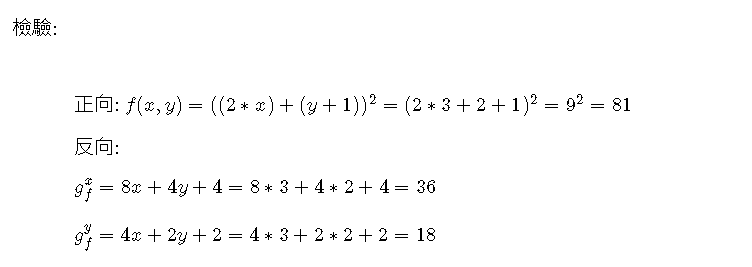 檢驗:
正向: $f(x, y) = ((2 * x) + (y + 1))^2 = (2 * 3 + 2 + 1)^2 = 9^2 = 81$
反向:
$g_f^x = 8x + 4y + 4 = 8 * 3 + 4 * 2 + 4 = 36$
$g_f^y = 4x + 2y + 2 = 4 * 3 + 2 * 2 + 2 = 18$